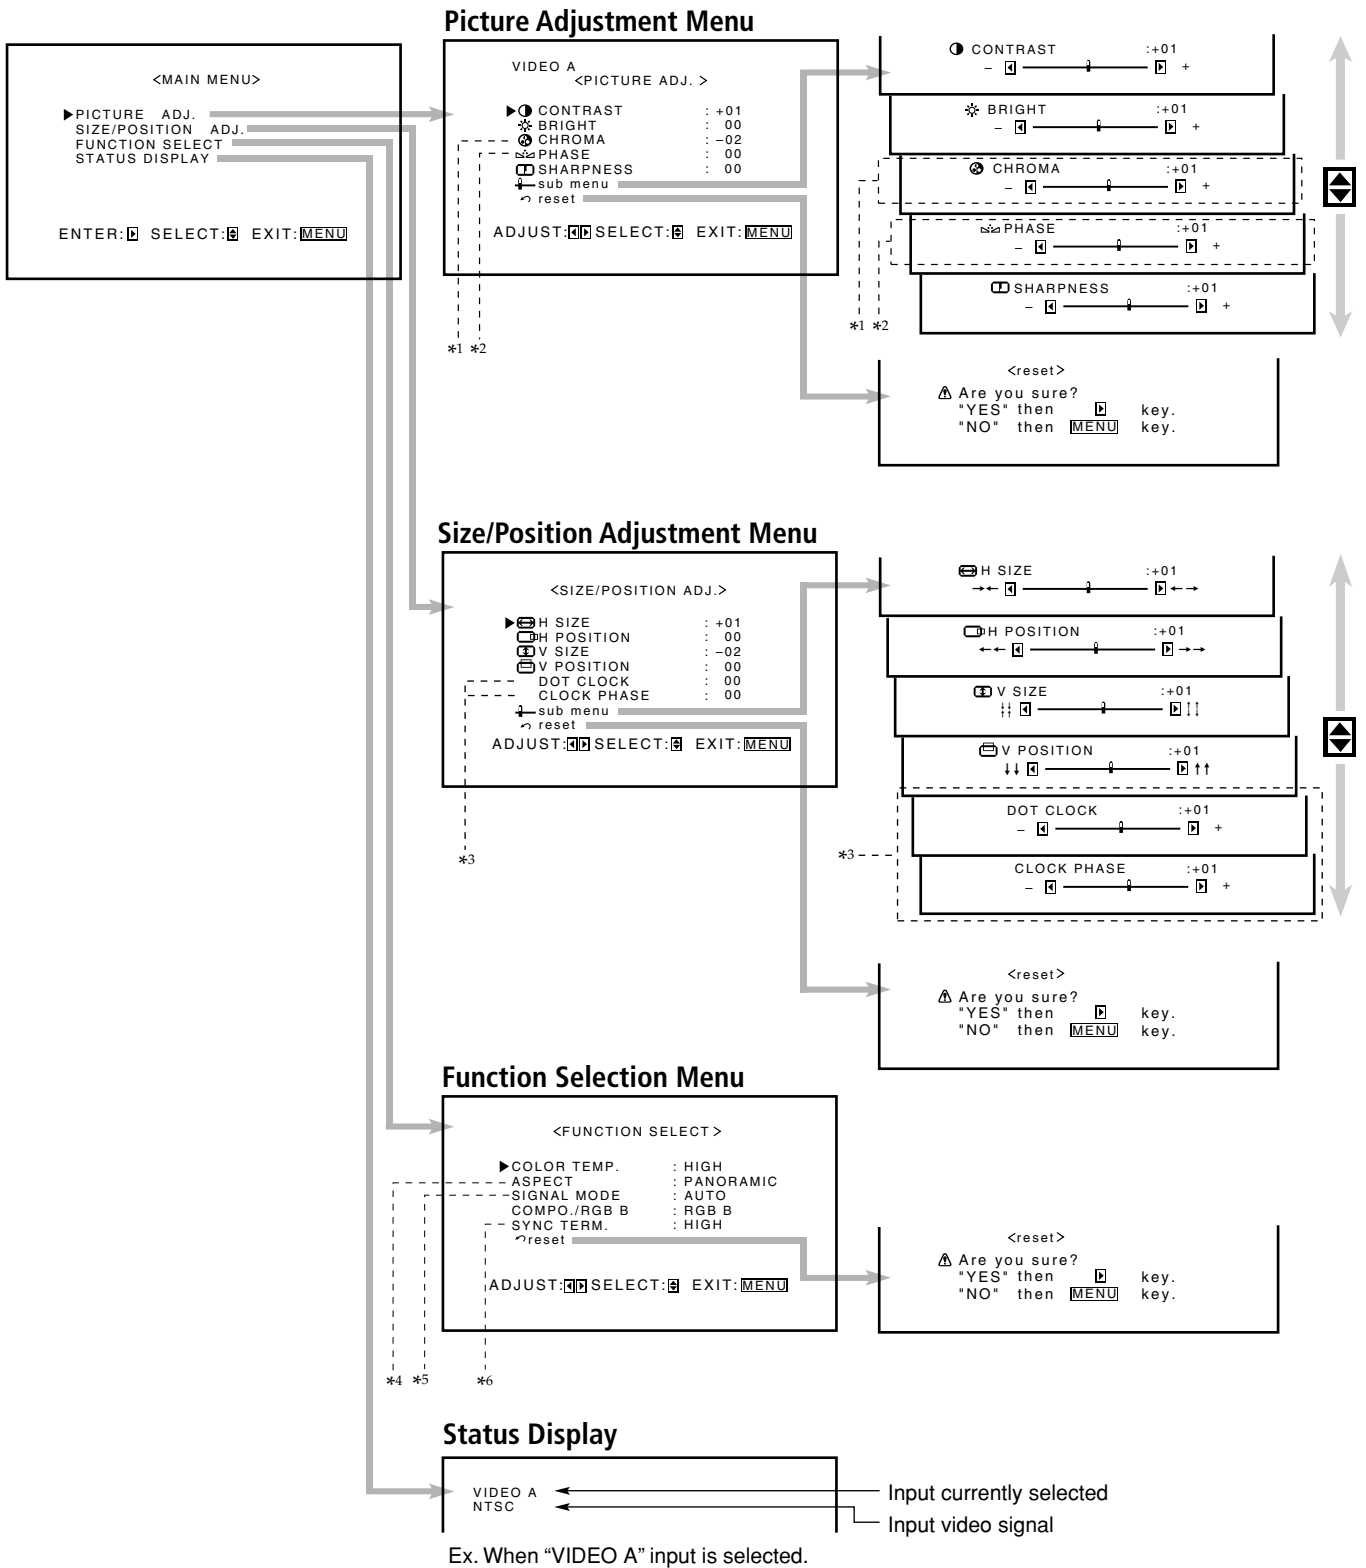 Picture Adjustment Menu
<MAIN MENU>
PICTURE ADJ.
SIZE/POSITION ADJ.
FUNCTION SELECT
STATUS DISPLAY
ENTER: SELECT: EXIT: MENU
VIDEO A
<PICTURE ADJ. >
CONTRAST : +01
BRIGHT : 00
CHROMA : –02
PHASE : 00
SHARPNESS : 00
sub menu
reset
ADJUST: SELECT: EXIT: MENU
*1 *2
CONTRAST :+01
– +
BRIGHT :+01
– +
CHROMA :+01
– +
PHASE :+01
– +
SHARPNESS :+01
– +
*1 *2
<reset>
Are you sure?
"YES" then key.
"NO" then MENU key.
Size/Position Adjustment Menu
<SIZE/POSITION ADJ.>
H SIZE : +01
H POSITION : 00
V SIZE : –02
V POSITION : 00
DOT CLOCK : 00
CLOCK PHASE : 00
sub menu
reset
ADJUST: SELECT: EXIT: MENU
*3
H SIZE :+01
H POSITION :+01
V SIZE :+01
V POSITION :+01
DOT CLOCK :+01
– +
CLOCK PHASE :+01
– +
*3
<reset>
Are you sure?
"YES" then key.
"NO" then MENU key.
Function Selection Menu
<FUNCTION SELECT>
COLOR TEMP. : HIGH
ASPECT : PANORAMIC
SIGNAL MODE : AUTO
COMPO./RGB B : RGB B
SYNC TERM. : HIGH
reset
ADJUST: SELECT: EXIT: MENU
*4 *5 *6
<reset>
Are you sure?
"YES" then key.
"NO" then MENU key.
Status Display
VIDEO A
NTSC
Input currently selected
Input video signal
Ex. When “VIDEO A” input is selected.